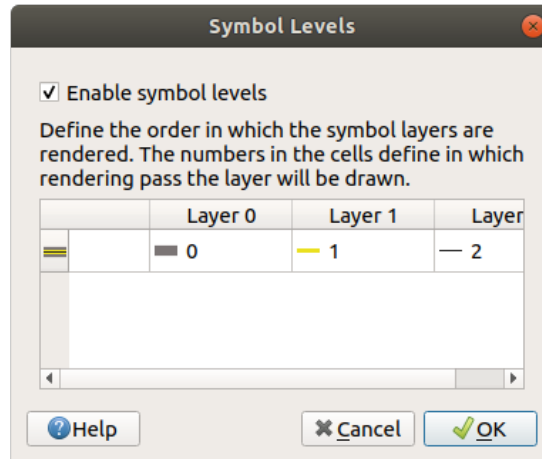 Symbol Levels
Enable symbol levels
Define the order in which the symbol layers are
rendered. The numbers in the cells define in which
rendering pass the layer will be drawn.
Layer 0 Layer 1 Layer
0 1 2
Help Cancel OK